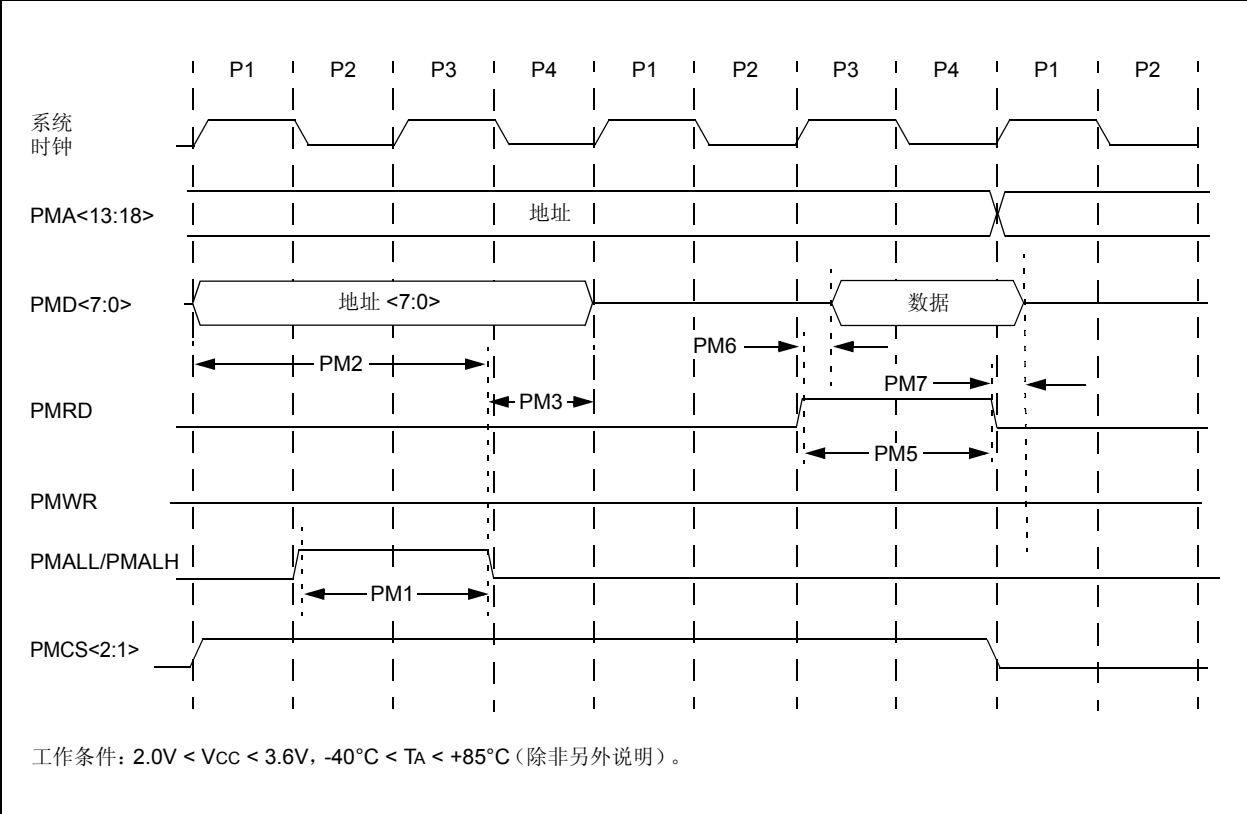 P1 P2 P3 P4 P1 P2 P3 P4 P1 P2
系统
时钟
PMA<13:18>
地址
PMD<7:0>
地址 <7:0>
数据
PM6
PM2
PM7
PM3
PMRD
PM5
PMWR
PMALL/PMALH
PM1
PMCS<2:1>
工作条件：2.0V < VCC < 3.6V，-40°C < TA < +85°C（除非另外说明）。